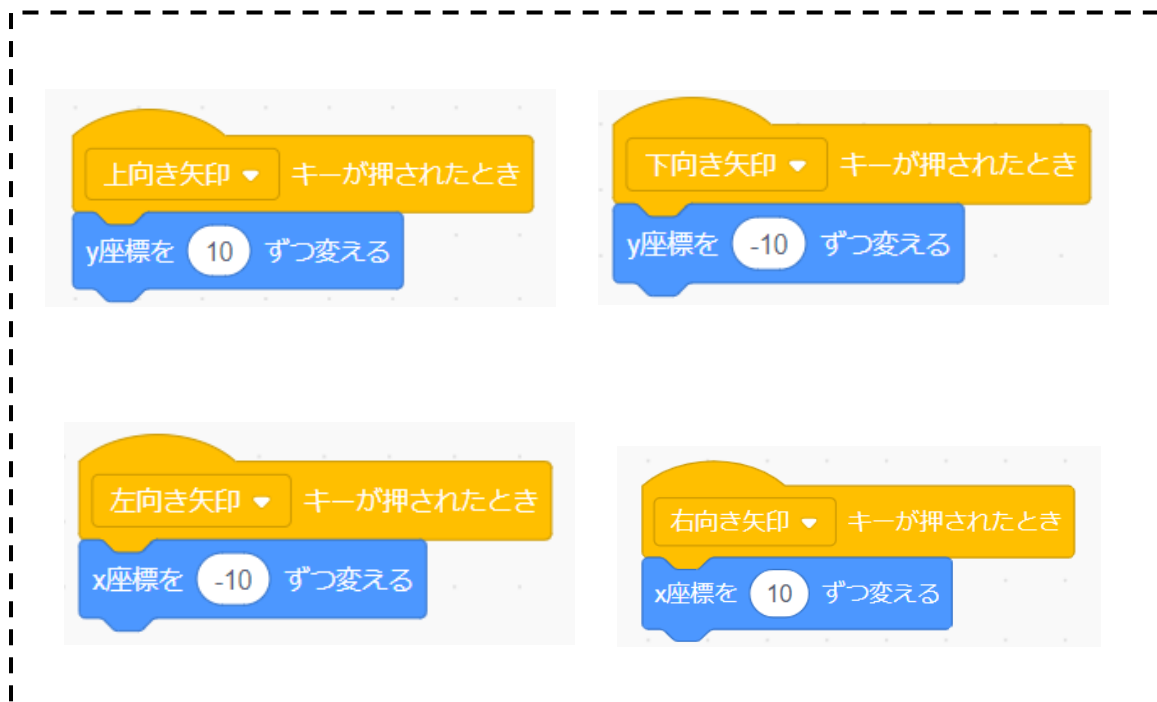 上向き矢印 キーが押されたとき
y座標を 10 ずつ変える
下向き矢印 キーが押されたとき
y座標を -10 ずつ変える
左向き矢印 キーが押されたとき
x座標を -10 ずつ変える
右向き矢印 キーが押されたとき
x座標を 10 ずつ変える